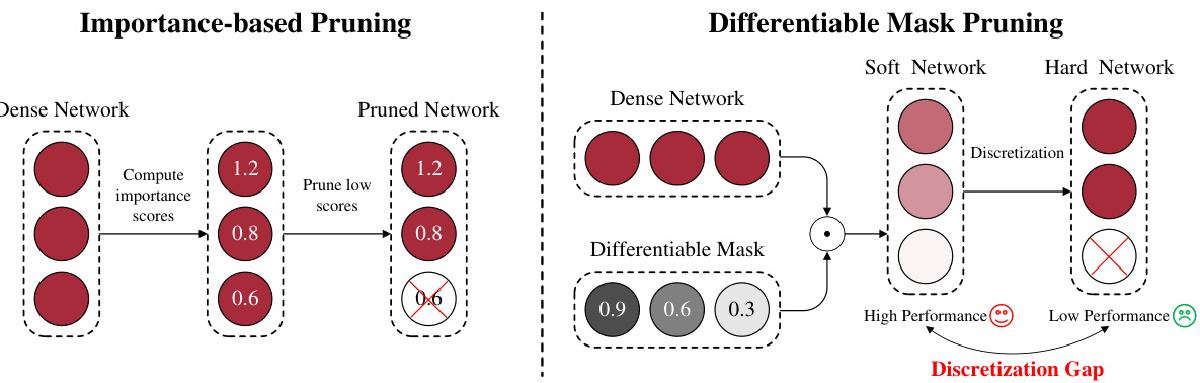 Importance-based Pruning
Dense Network
Pruned Network
Compute
importance
scores
Prune low
scores
1.2
0.8
0.6
1.2
0.8
0.6
Differentiable Mask Pruning
Soft Network
Hard Network
Dense Network
Differentiable Mask
0.9 0.6 0.3
Discretization
High Performance
Low Performance
Discretization Gap